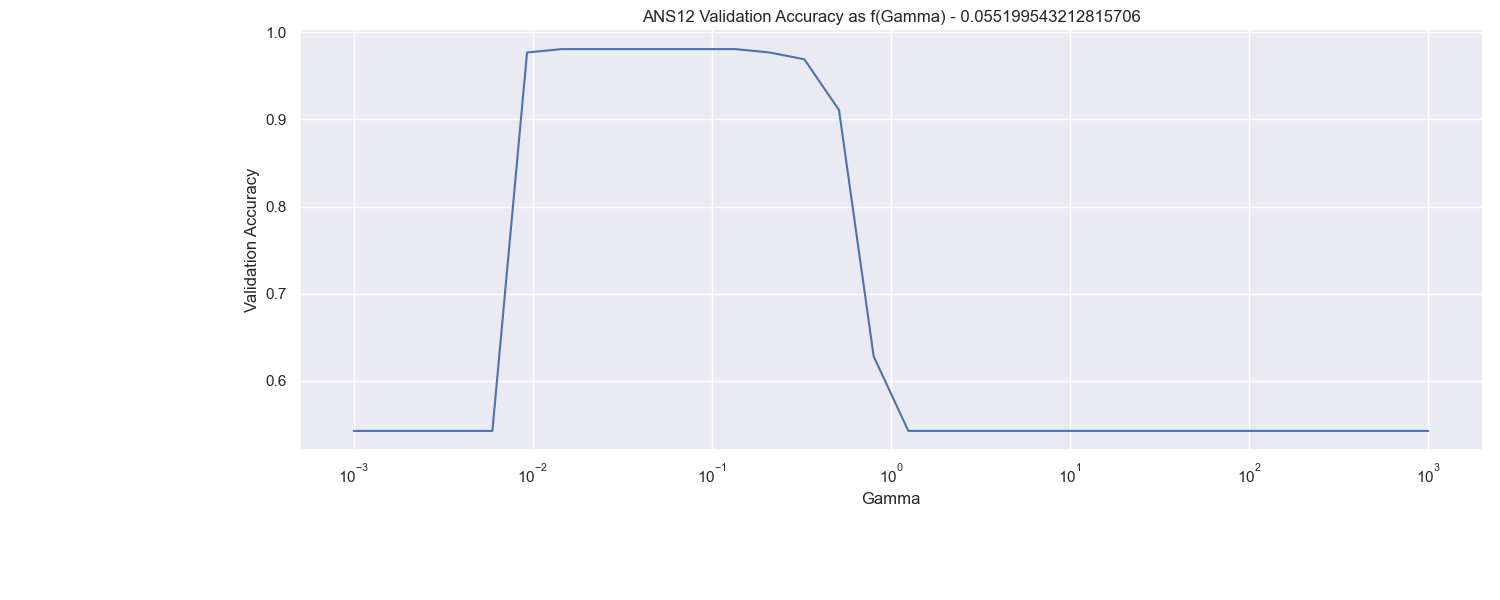 ANS12 Validation Accuracy as f(Gamma) - 0.055199543212815706
1.0
0.9
0.8
0.7
0.6
Validation Accuracy
10⁻³ 10⁻² 10⁻¹ 10⁰ 10¹ 10² 10³
Gamma